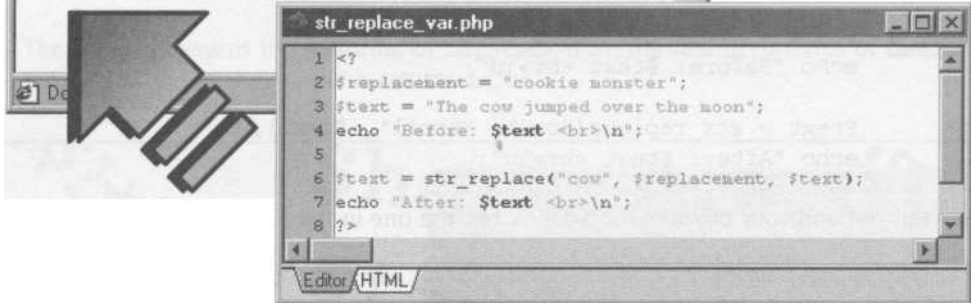 str_replace_var.php
1 <?
2 $replacement = "cookie monster";
3 $text = "The cow jumped over the moon";
4 echo "Before: $text <br>\n";
5
6 $text = str_replace("cow", $replacement, $text);
7 echo "After: $text <br>\n";
8 ?>
Editor HTML